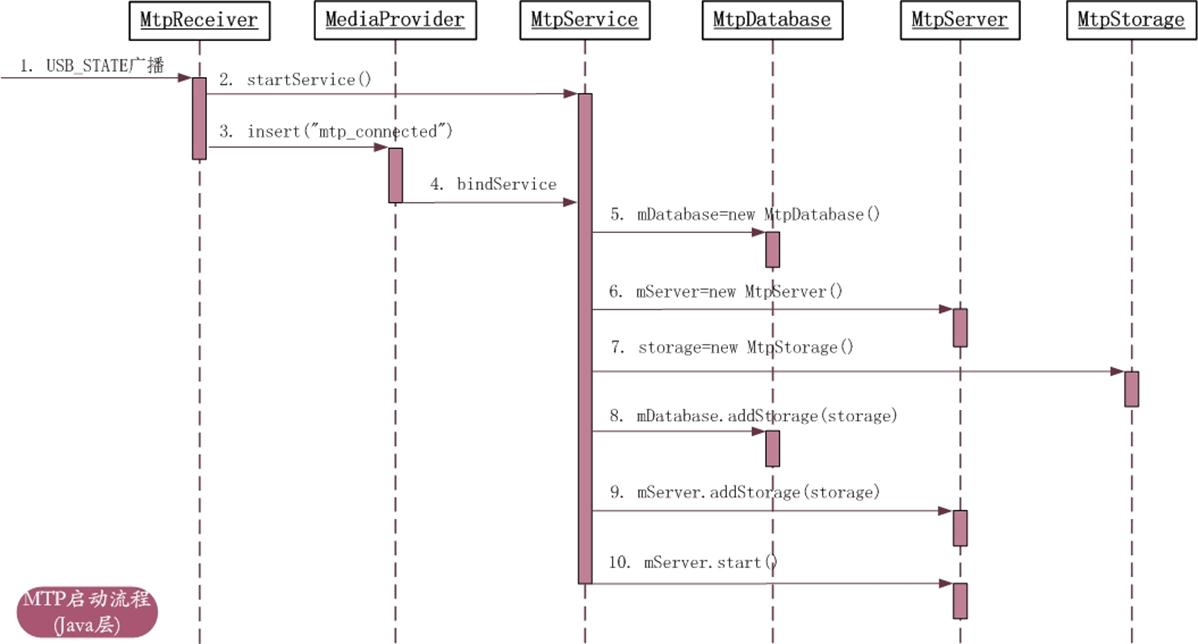 MtpReceiver
MediaProvider
MtpService
MtpDatabase
MtpServer
MtpStorage
1. USB_STATE广播
2. startService()
3. insert("mtp_connected")
4. bindService
5. mDatabase=new MtpDatabase()
6. mServer=new MtpServer()
7. storage=new MtpStorage()
8. mDatabase.addStorage(storage)
9. mServer.addStorage(storage)
10. mServer.start()
MTP启动流程
(Java层)